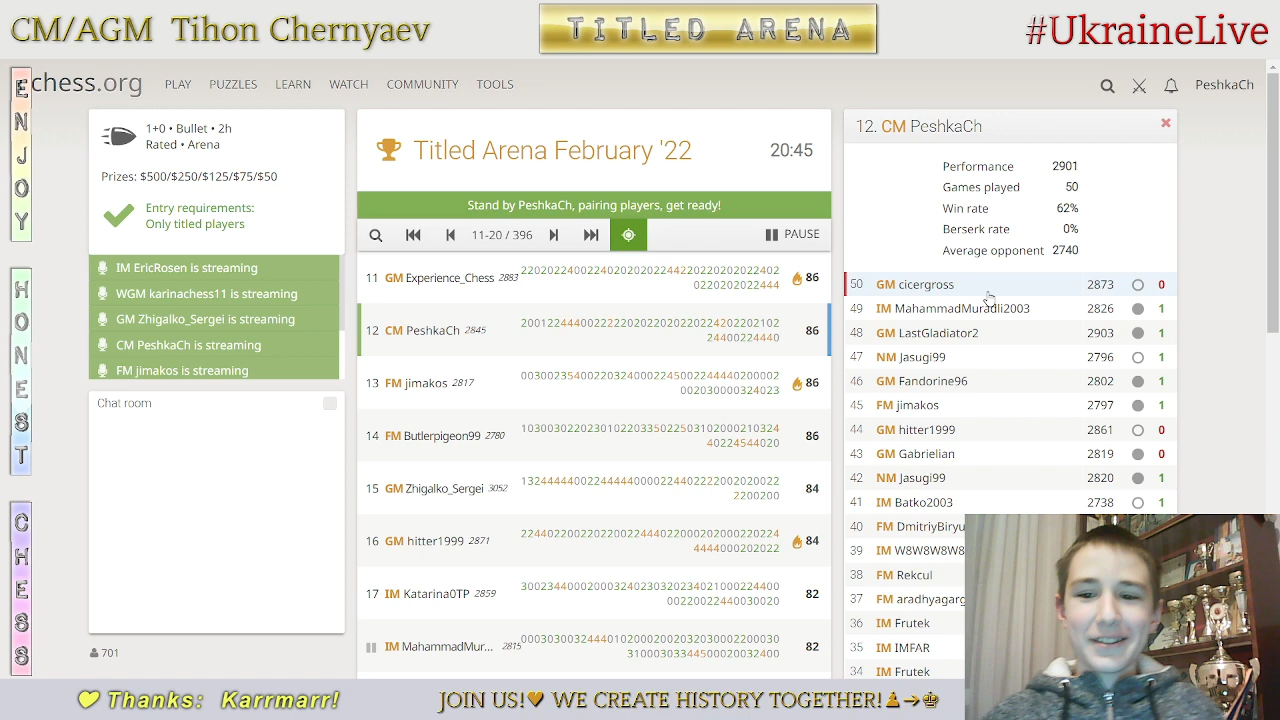 CM/AGM Tihon Chernyaev
TITLED ARENA
#UkraineLive
ENJOY
HONEST
CHESS
chess.org
PLAY PUZZLES LEARN WATCH COMMUNITY TOOLS
PeshkaCh
1+0 • Bullet • 2h
Rated • Arena
Prizes: $500/$250/$125/$75/$50
Entry requirements:
Only titled players
IM EricRosen is streaming
WGM karinachess11 is streaming
GM Zhigalko_Sergei is streaming
CM PeshkaCh is streaming
FM jimakos is streaming
Chat room
701
Titled Arena February '22 20:45
Stand by PeshkaCh, pairing players, get ready!
11-20 / 396 PAUSE
11 GM Experience_Chess 2883 86
12 CM PeshkaCh 2845 86
13 FM jimakos 2817 86
14 FM Butlerpigeon99 2780 86
15 GM Zhigalko_Sergei 3052 84
16 GM hitter1999 2871 84
17 IM Katarina0TP 2859 82
IM MahammadMur... 2815 82
12. CM PeshkaCh
Performance 2901
Games played 50
Win rate 62%
Berserk rate 0%
Average opponent 2740
50 GM cicergross 2873 0
49 IM MahammadMuradli2003 2826 1
48 GM LastGladiator2 2903 1
47 NM Jasugi99 2796 1
46 GM Fandorine96 2802 1
45 FM jimakos 2797 1
44 GM hitter1999 2861 0
43 GM Gabrielian 2819 0
42 NM Jasugi99 2820 1
41 IM Batko2003 2738 1
40 FM DmitriyBiryu
39 IM W8W8W8W8
38 FM Rekcul
37 FM aradhyagarg
36 IM Frutek
35 IM IMFAR
34 IM Frutek
Thanks: Karrmarr!
JOIN US! WE CREATE HISTORY TOGETHER!